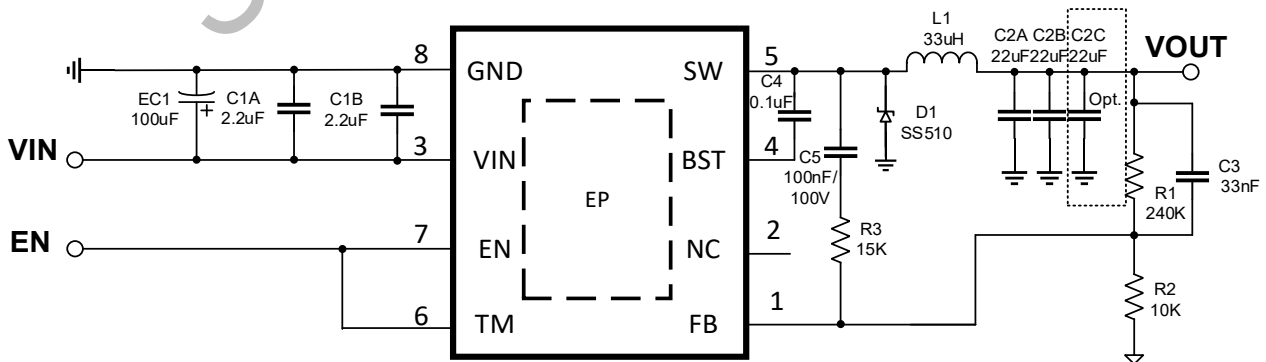 8
GND
EC1
100uF
C1A
2.2uF
C1B
2.2uF
VIN
3
VIN
EN
7
EN
6
TM
EP
SW
5
BST
4
NC
2
FB
1
C4
0.1uF
C5
100nF/
100V
R3
15K
D1
SS510
L1
33uH
C2A C2B C2C
22uF 22uF 22uF
Opt.
VOUT
R1
240K
C3
33nF
R2
10K